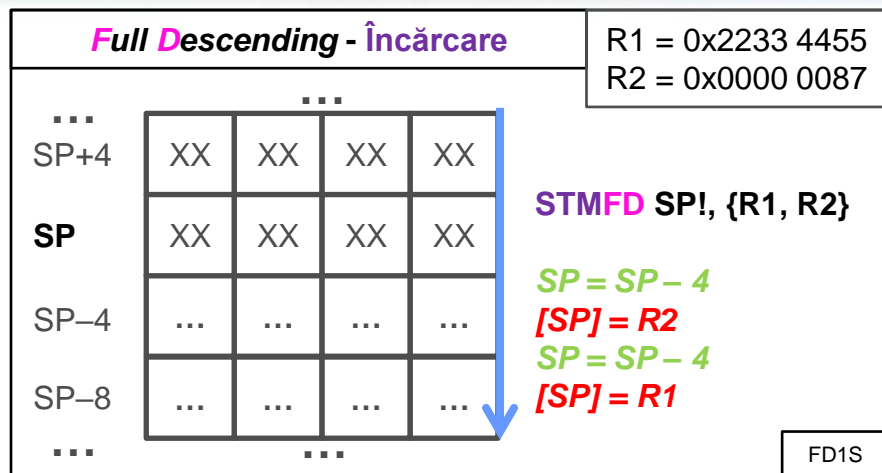 Full Descending - Încărcare
R1 = 0x2233 4455
R2 = 0x0000 0087
... ...
SP+4 XX XX XX XX
SP XX XX XX XX
SP–4 ... ... ... ...
SP–8 ... ... ... ...
... ...
STMFD SP!, {R1, R2}
SP = SP – 4
[SP] = R2
SP = SP – 4
[SP] = R1
FD1S